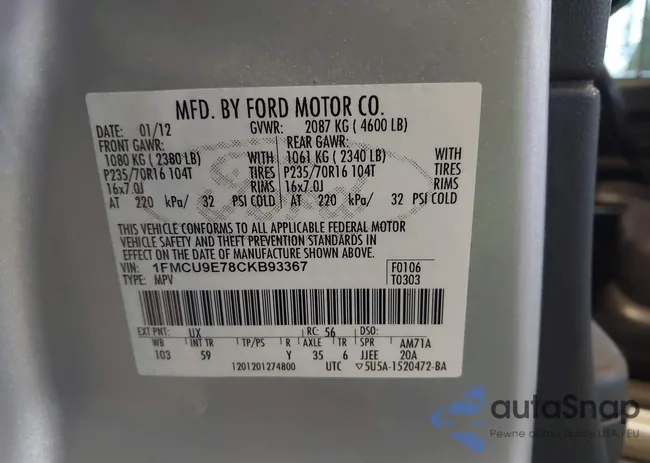 MFD. BY FORD MOTOR CO.
DATE: 01/12 GVWR: 2087 KG ( 4600 LB)
FRONT GAWR: REAR GAWR:
1080 KG ( 2380 LB) WITH 1061 KG ( 2340 LB) WITH
P235/70R16 104T TIRES P235/70R16 104T TIRES
16x7.0J RIMS 16x7.0J RIMS
AT 220 kPa/ 32 PSI COLD AT 220 kPa/ 32 PSI COLD
THIS VEHICLE CONFORMS TO ALL APPLICABLE FEDERAL MOTOR
VEHICLE SAFETY AND THEFT PREVENTION STANDARDS IN
EFFECT ON THE DATE OF MANUFACTURE SHOWN ABOVE.
VIN: 1FMCU9E78CKB93367 F0106
TYPE: MPV T0303
EXT PNT: UX RC: 56 DSO:
WB INT TR TP/PS R AXLE TR SPR AM71A
103 59 Y 35 6 JJEE 20A
1201201274800 UTC ▽5U5A-1520472-BA
autoSnap
Pewne auta z aukcji USA i EU